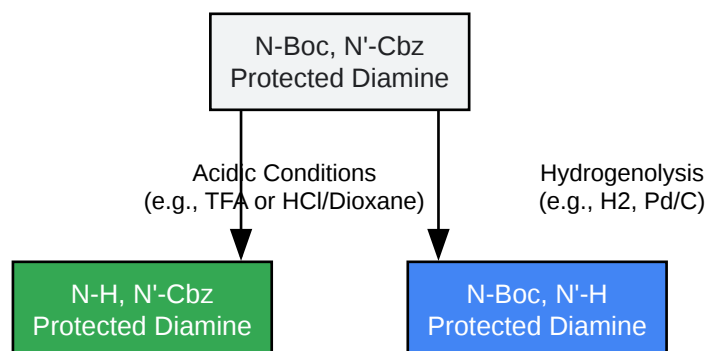 N-Boc, N'-Cbz
Protected Diamine
Acidic Conditions
(e.g., TFA or HCl/Dioxane)
Hydrogenolysis
(e.g., H2, Pd/C)
N-H, N'-Cbz
Protected Diamine
N-Boc, N'-H
Protected Diamine